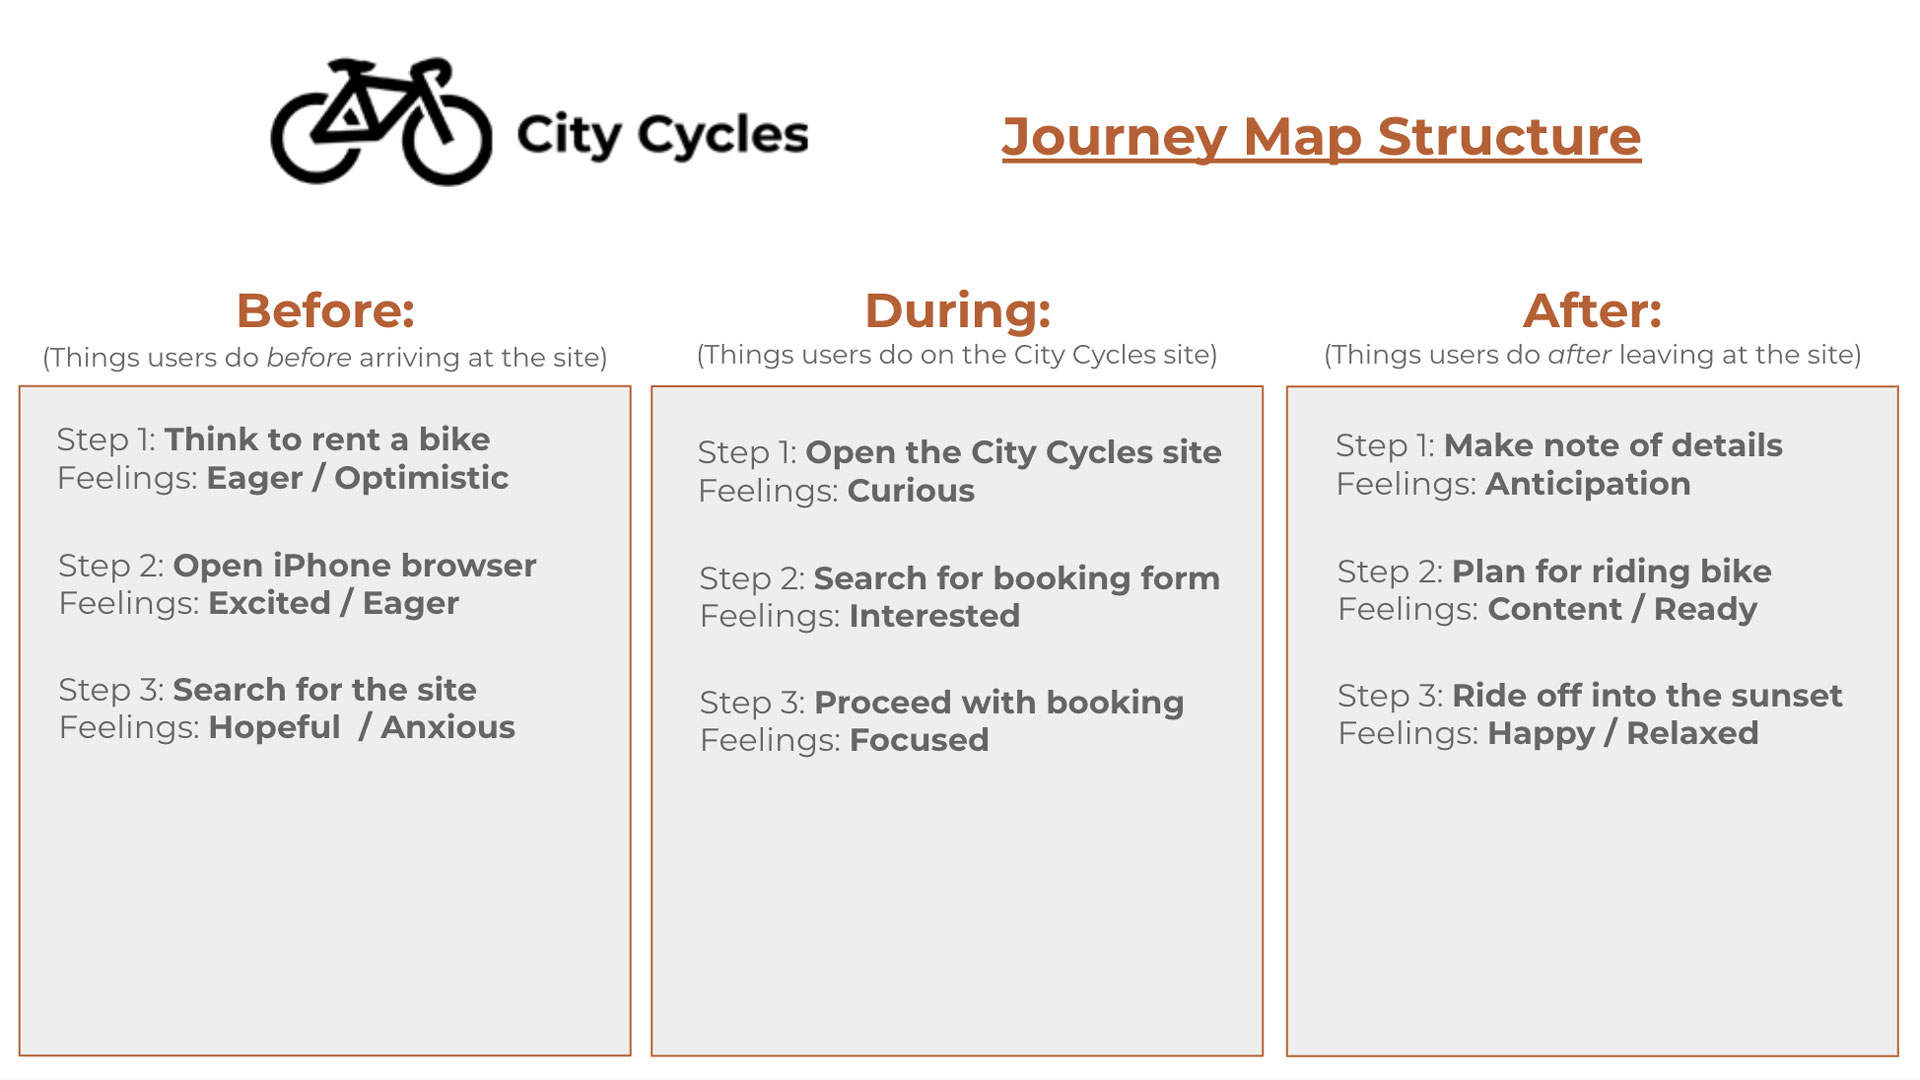 City Cycles
Journey Map Structure
Before:
(Things users do before arriving at the site)
Step 1: Think to rent a bike
Feelings: Eager / Optimistic
Step 2: Open iPhone browser
Feelings: Excited / Eager
Step 3: Search for the site
Feelings: Hopeful  / Anxious
During:
(Things users do on the City Cycles site)
Step 1: Open the City Cycles site
Feelings: Curious
Step 2: Search for booking form
Feelings: Interested
Step 3: Proceed with booking
Feelings: Focused
After:
(Things users do after leaving at the site)
Step 1: Make note of details
Feelings: Anticipation
Step 2: Plan for riding bike
Feelings: Content / Ready
Step 3: Ride off into the sunset
Feelings: Happy / Relaxed